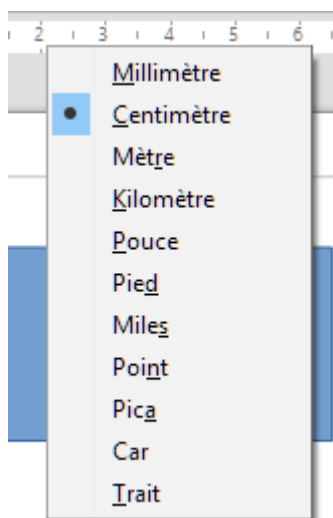 2 3 4 5 6
Millimètre
Centimètre
Mètre
Kilomètre
Pouce
Pied
Miles
Point
Pica
Car
Trait